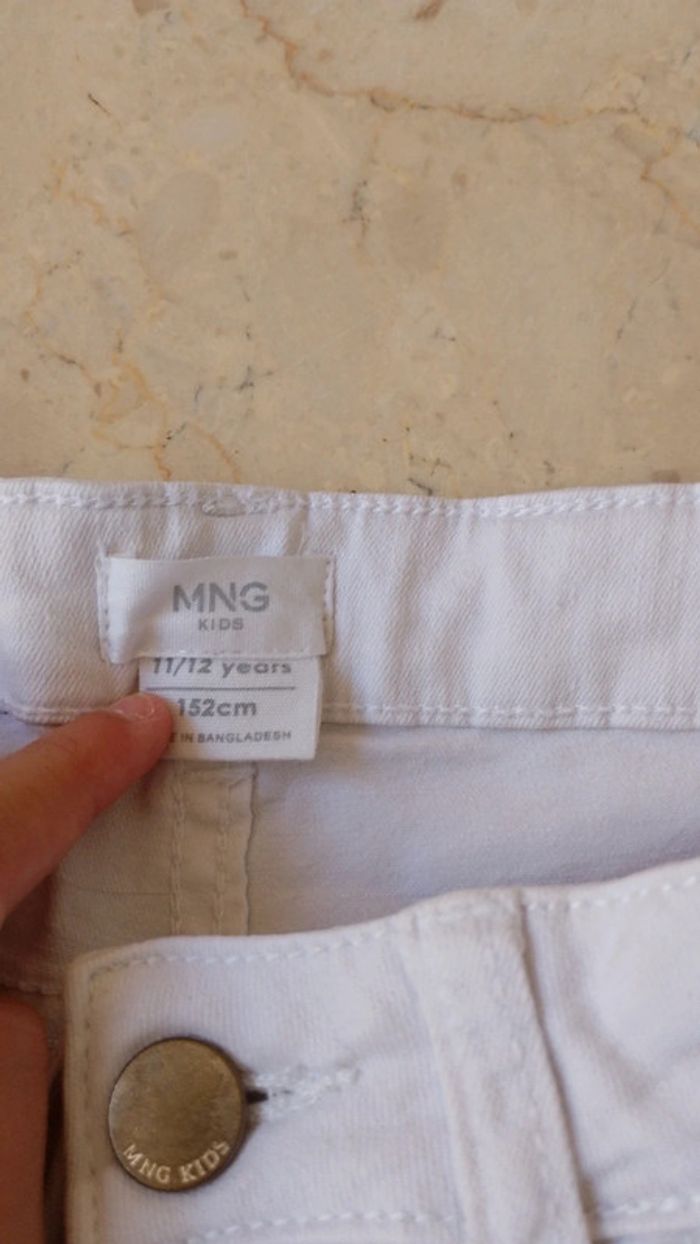 MNG
KIDS
11/12 years
152cm
E IN BANGLADESH
MNG KIDS